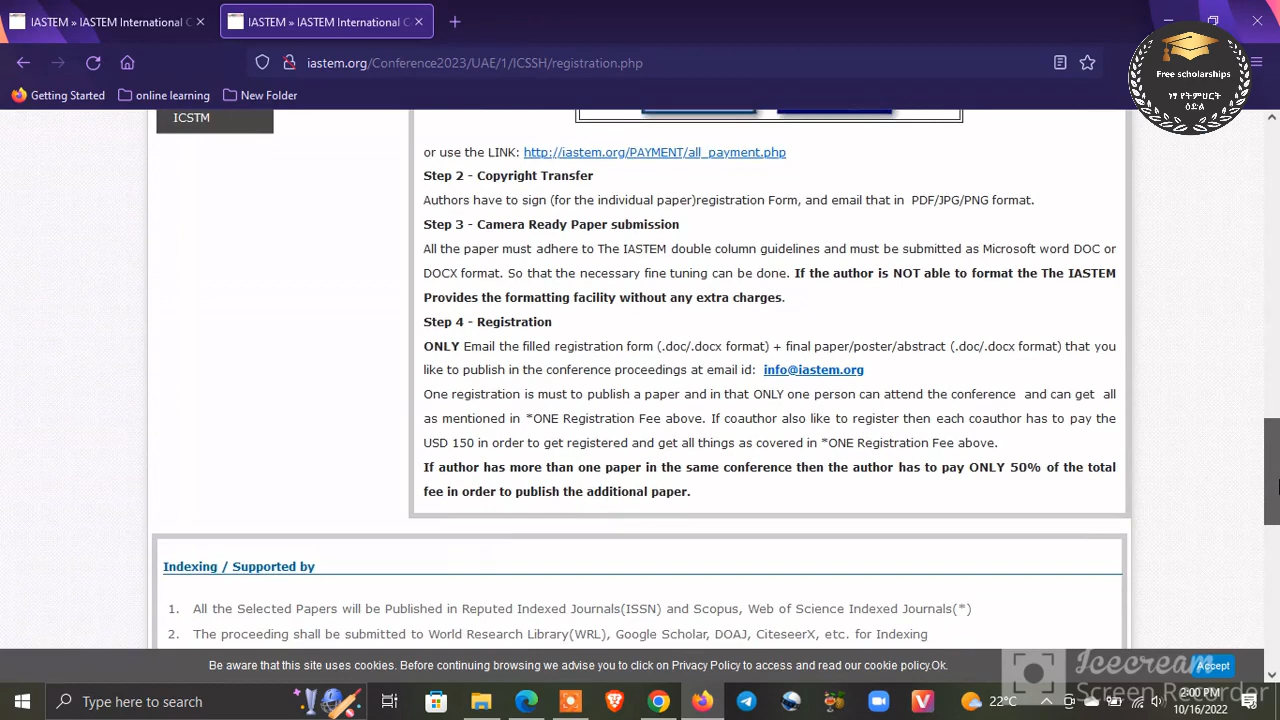 IASTEM » IASTEM International C
IASTEM » IASTEM International C
iastem.org/Conference2023/UAE/1/ICSSH/registration.php
Free scholarships
ነፃ የትምህርት
ዕድል
Getting Started
online learning
New Folder
ICSTM
or use the LINK: http://iastem.org/PAYMENT/all_payment.php
Step 2 - Copyright Transfer
Authors have to sign (for the individual paper)registration Form, and email that in PDF/JPG/PNG format.
Step 3 - Camera Ready Paper submission
All the paper must adhere to The IASTEM double column guidelines and must be submitted as Microsoft word DOC or
DOCX format. So that the necessary fine tuning can be done. If the author is NOT able to format the The IASTEM
Provides the formatting facility without any extra charges.
Step 4 - Registration
ONLY Email the filled registration form (.doc/.docx format) + final paper/poster/abstract (.doc/.docx format) that you
like to publish in the conference proceedings at email id: info@iastem.org
One registration is must to publish a paper and in that ONLY one person can attend the conference and can get all
as mentioned in *ONE Registration Fee above. If coauthor also like to register then each coauthor has to pay the
USD 150 in order to get registered and get all things as covered in *ONE Registration Fee above.
If author has more than one paper in the same conference then the author has to pay ONLY 50% of the total
fee in order to publish the additional paper.
Indexing / Supported by
1. All the Selected Papers will be Published in Reputed Indexed Journals(ISSN) and Scopus, Web of Science Indexed Journals(*)
2. The proceeding shall be submitted to World Research Library(WRL), Google Scholar, DOAJ, CiteseerX, etc. for Indexing
Be aware that this site uses cookies. Before continuing browsing we advise you to click on Privacy Policy to access and read our cookie policy.Ok.
Accept
Icecream
Screen Recorder
Type here to search
22°C
2:00 PM
10/16/2022